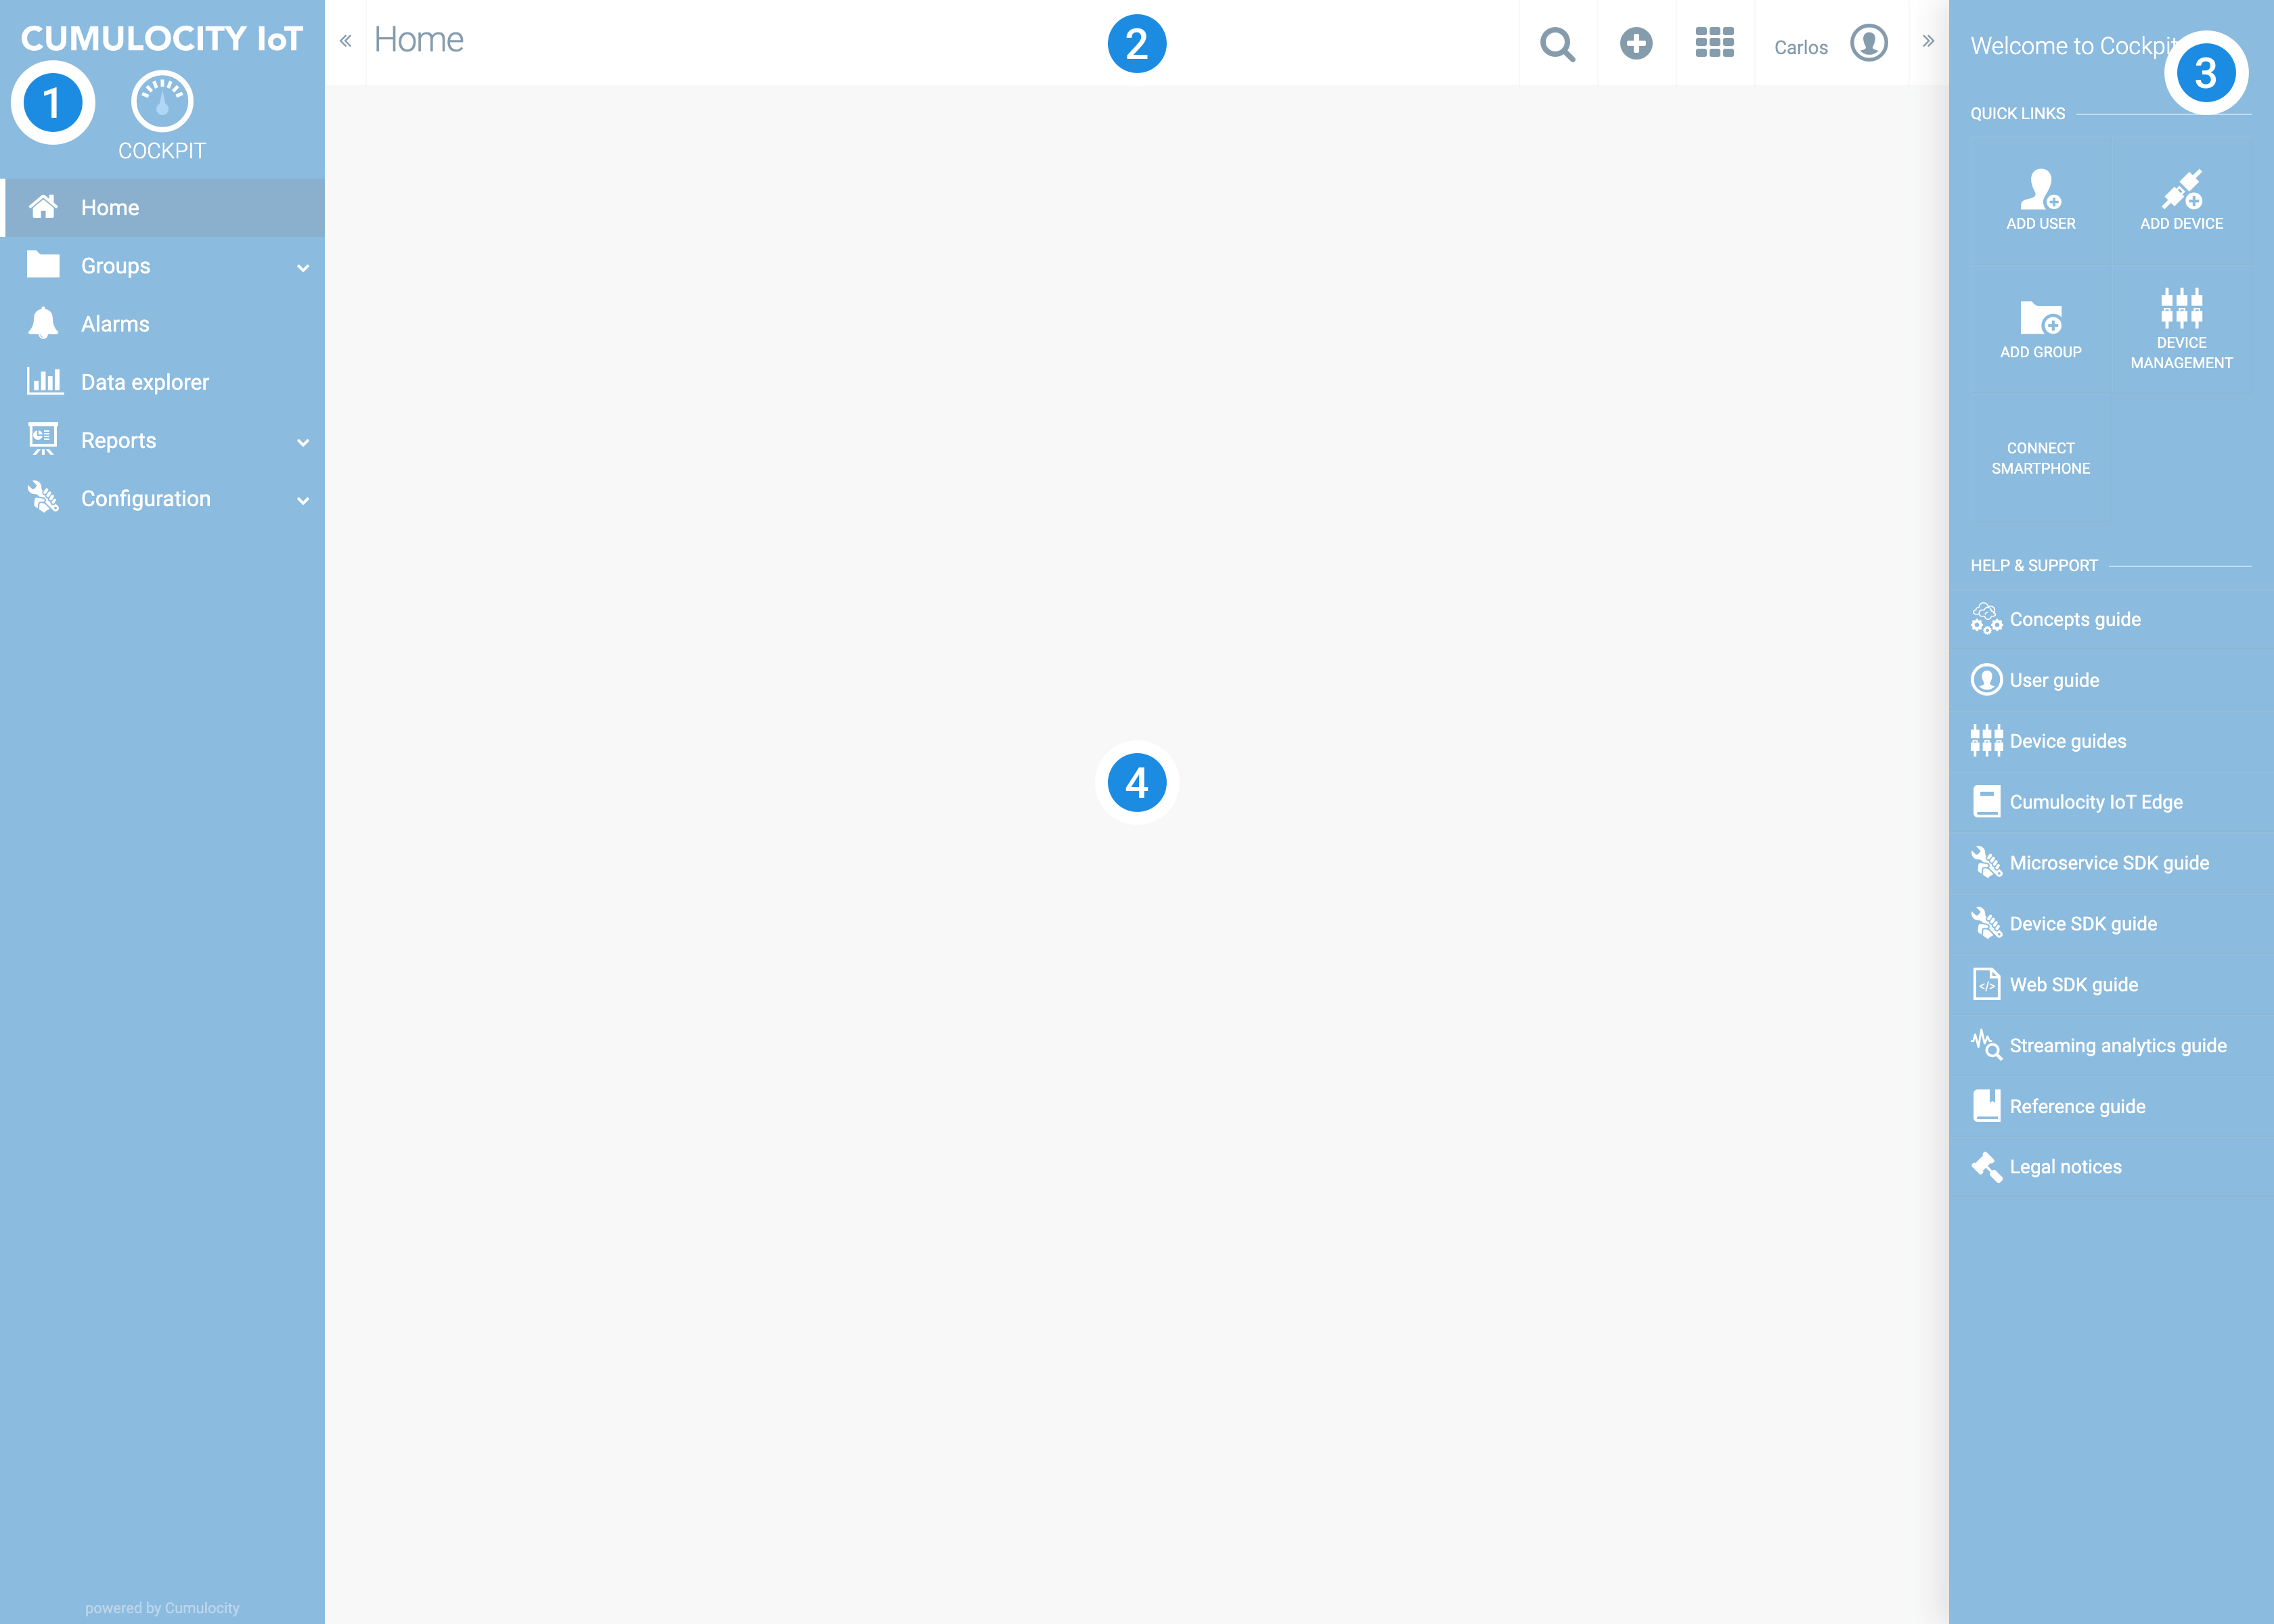 CUMULOCITY IoT
1
COCKPIT
Home
Groups
Alarms
Data explorer
Reports
Configuration
powered by Cumulocity
Home
2
Carlos
4
Welcome to Cockpit
3
QUICK LINKS
ADD USER
ADD DEVICE
ADD GROUP
DEVICE
MANAGEMENT
CONNECT
SMARTPHONE
HELP & SUPPORT
Concepts guide
User guide
Device guides
Cumulocity IoT Edge
Microservice SDK guide
Device SDK guide
Web SDK guide
Streaming analytics guide
Reference guide
Legal notices